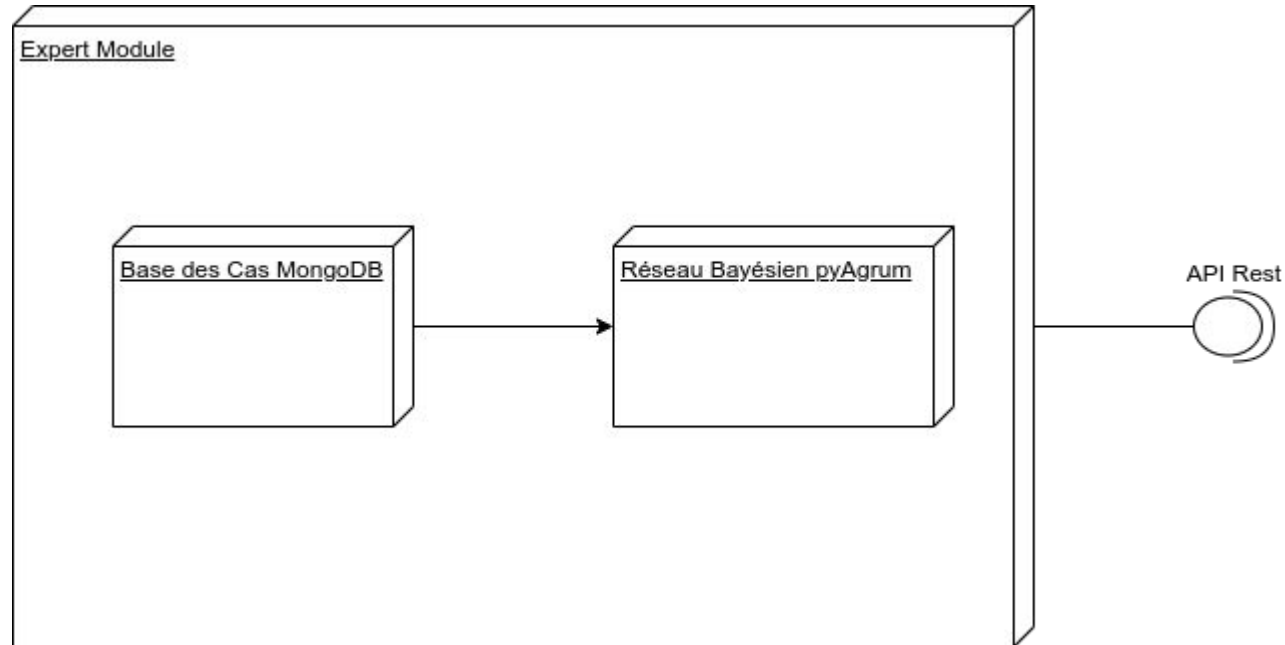 Expert Module
Base des Cas MongoDB
Réseau Bayésien pyAgrum
API Rest